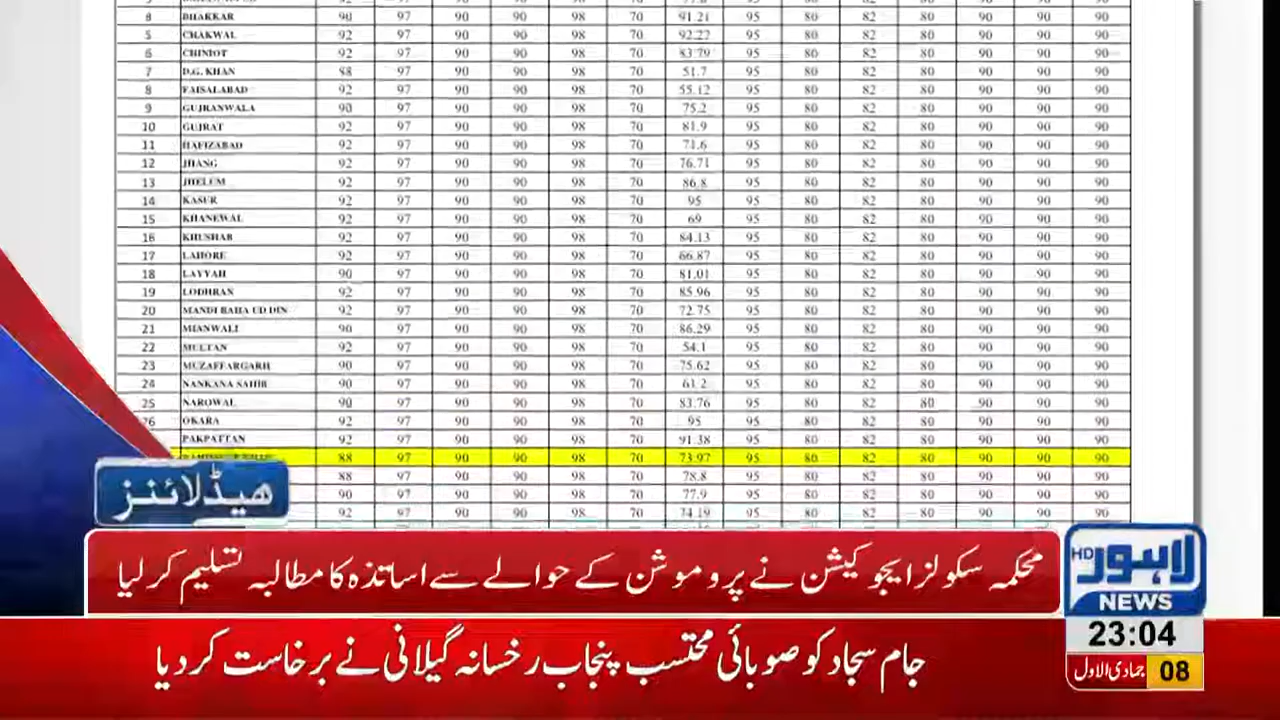 8 BHAKKAR 90 97 90 90 98 70 91.21 95 80 82 80 90 90 90
5 CHAKWAL 92 97 90 90 98 70 92.22 95 80 82 80 90 90 90
6 CHINIOT 92 97 90 90 98 70 83.79 95 80 82 80 90 90 90
7 D.G. KHAN 88 97 90 90 98 70 51.7 95 80 82 80 90 90 90
8 FAISALABAD 92 97 90 90 98 70 55.12 95 80 82 80 90 90 90
9 GUJRANWALA 90 97 90 90 98 70 75.2 95 80 82 80 90 90 90
10 GUJRAT 92 97 90 90 98 70 81.9 95 80 82 80 90 90 90
11 HAFIZABAD 92 97 90 90 98 70 71.6 95 80 82 80 90 90 90
12 JHANG 92 97 90 90 98 70 76.71 95 80 82 80 90 90 90
13 JHELUM 92 97 90 90 98 70 86.8 95 80 82 80 90 90 90
14 KASUR 92 97 90 90 98 70 95 95 80 82 80 90 90 90
15 KHANEWAL 92 97 90 90 98 70 69 95 80 82 80 90 90 90
16 KHUSHAB 92 97 90 90 98 70 84.13 95 80 82 80 90 90 90
17 LAHORE 92 97 90 90 98 70 66.87 95 80 82 80 90 90 90
18 LAYYAH 90 97 90 90 98 70 81.01 95 80 82 80 90 90 90
19 LODHRAN 92 97 90 90 98 70 85.96 95 80 82 80 90 90 90
20 MANDI BAHA UD DIN 92 97 90 90 98 70 72.75 95 80 82 80 90 90 90
21 MIANWALI 90 97 90 90 98 70 86.29 95 80 82 80 90 90 90
22 MULTAN 92 97 90 90 98 70 54.1 95 80 82 80 90 90 90
23 MUZAFFARGARH 90 97 90 90 98 70 75.62 95 80 82 80 90 90 90
24 NANKANA SAHIB 90 97 90 90 98 70 61.2 95 80 82 80 90 90 90
25 NAROWAL 90 97 90 90 98 70 83.76 95 80 82 80 90 90 90
26 OKARA 92 97 90 90 98 70 95 95 80 82 80 90 90 90
PAKPATTAN 92 97 90 90 98 70 91.38 95 80 82 80 90 90 90
88 97 90 90 98 70 73.97 95 80 82 80 90 90 90
88 97 90 90 98 70 78.8 95 80 82 80 90 90 90
90 97 90 90 98 70 77.9 95 80 82 80 90 90 90
92 97 90 90 98 70 74.19 95 80 82 80 90 90 90
ھیڈلائنز
محکمہ سکولز ایجوکیشن نے پروموشن کے حوالے سے اساتذہ کا مطالبہ تسلیم کرلیا
لاہور HD
NEWS
23:04
جام سجاد کو صوبائی محتسب پنجاب رخسانہ گیلانی نے برخاست کردیا
08 جمادی الاول